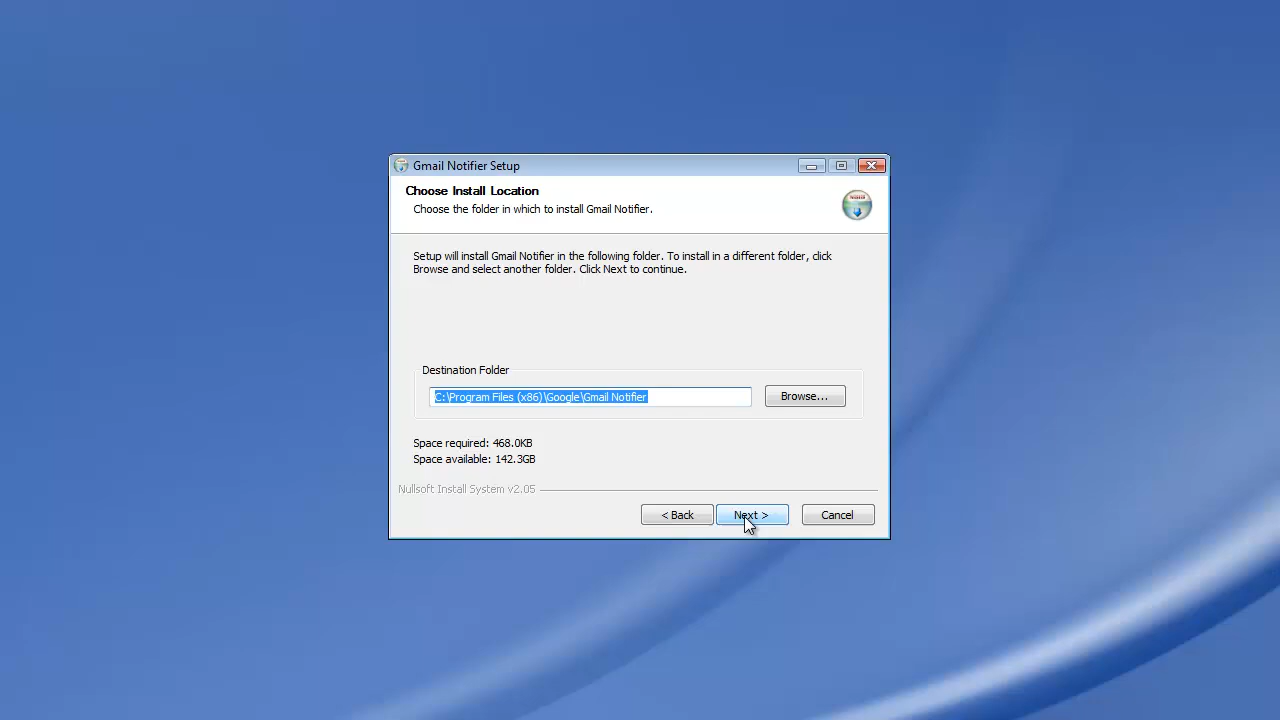 Gmail Notifier Setup
Choose Install Location
Choose the folder in which to install Gmail Notifier.
Setup will install Gmail Notifier in the following folder. To install in a different folder, click
Browse and select another folder. Click Next to continue.
Destination Folder
C:\Program Files (x86)\Google\Gmail Notifier
Browse...
Space required: 468.0KB
Space available: 142.3GB
Nullsoft Install System v2.05
< Back
Next >
Cancel